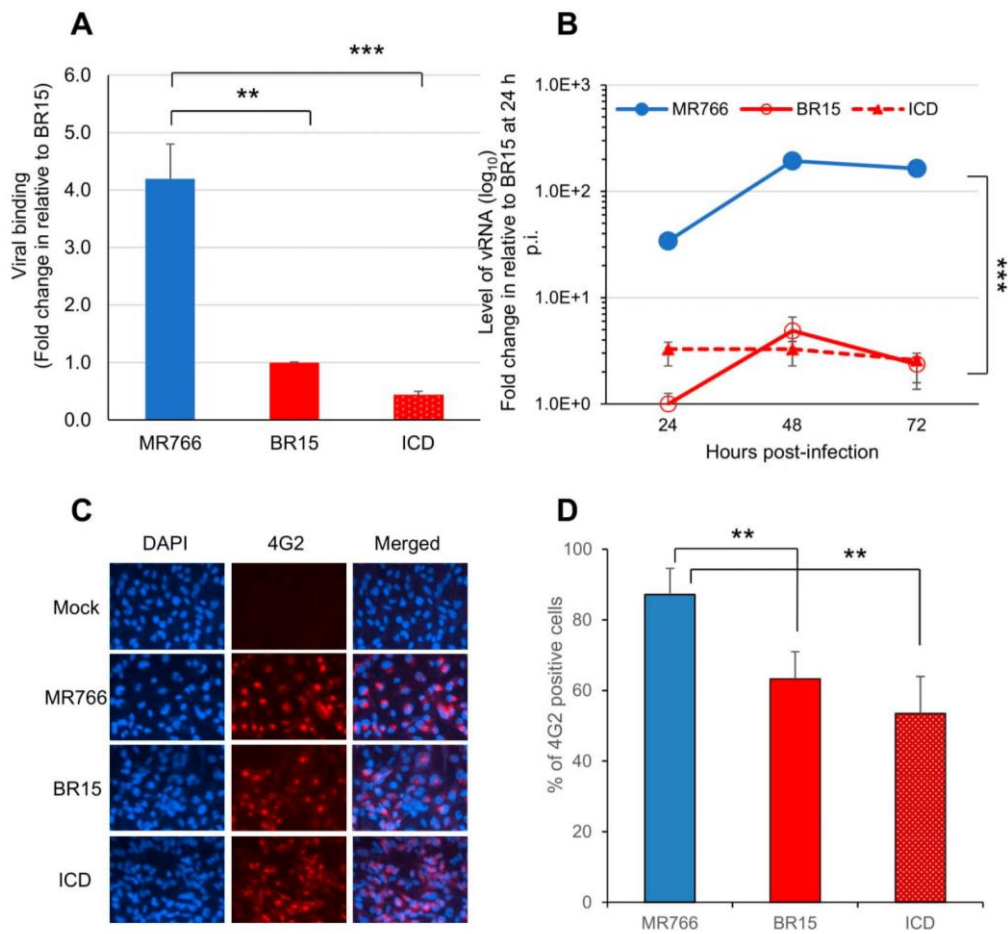 A
Viral binding
(Fold change in relative to BR15)
6.0
5.0
4.0
3.0
2.0
1.0
0.0
***
**
MR766
BR15
ICD
B
Level of vRNA (log10)
Fold change in relative to BR15 at 24 h
p.i.
1.0E+3
1.0E+2
1.0E+1
1.0E+0
MR766
BR15
ICD
***
24
48
72
Hours post-infection
C
DAPI
4G2
Merged
Mock
MR766
BR15
ICD
D
% of 4G2 positive cells
100
80
60
40
20
0
**
**
MR766
BR15
ICD